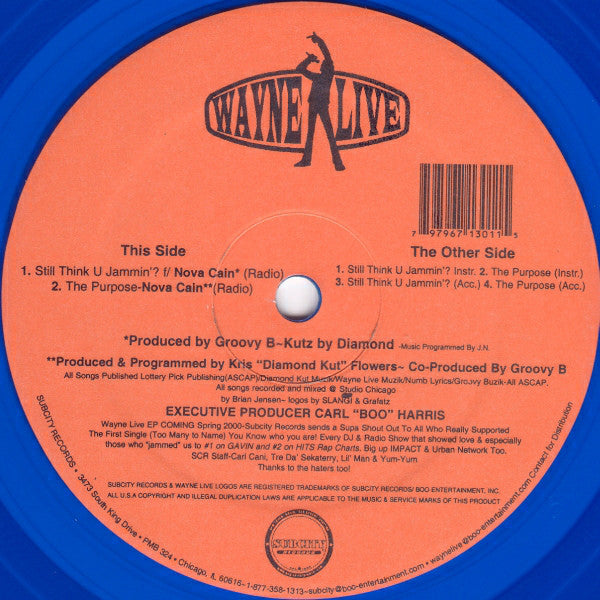 WAYNE LIVE
7 97967 13011 5
This Side
1. Still Think U Jammin'? f/ Nova Cain* (Radio)
2. The Purpose-Nova Cain**(Radio)
The Other Side
1. Still Think U Jammin'? Instr. 2. The Purpose (Instr.)
3. Still Think U Jammin'? (Acc.) 4. The Purpose (Acc.)
*Produced by Groovy B~Kutz by Diamond -Music Programmed By J.N.
**Produced & Programmed by Kris "Diamond Kut" Flowers~ Co-Produced By Groovy B
All Songs Published Lottery Pick Publishing(ASCAP)/Diamond Kut Muzik/Wayne Live Muzik/Numb Lyrics/Groovy Buzik-All ASCAP.
All songs recorded and mixed @ Studio Chicago
by Brian Jensen~ logos by SLANG! & Grafatz
EXECUTIVE PRODUCER CARL "BOO" HARRIS
Wayne Live EP COMING Spring 2000-Subcity Records sends a Supa Shout Out To All Who Really Supported
The First Single (Too Many to Name) You Know who you are! Every DJ & Radio Show that showed love & especially
those who "jammed" us to #1 on GAVIN and #2 on HITS Rap Charts. Big up IMPACT & Urban Network Too.
SCR Staff-Carl Cani, Tre Da' Sekaterry, Lil' Man & Yum-Yum.
Thanks to the haters too!
SUBCITY RECORDS & WAYNE LIVE LOGOS ARE REGISTERED TRADEMARKS OF SUBCITY RECORDS/ BOO-ENTERTAINMENT, INC
ALL U.S.A COPYRIGHT AND ILLEGAL DUPLICATION LAWS ARE APPLICABLE TO THE MUSIC & SERVICE MARKS OF THIS PRODUCT
SUBCITY
RECORDS
SUBCITY RECORDS • 3473 South King Drive • PMB 324 • Chicago, IL 60616~1-877-358-1313~subcity@boo-entertainment.com • waynelive@boo-entertainment.com Contact for Distribution